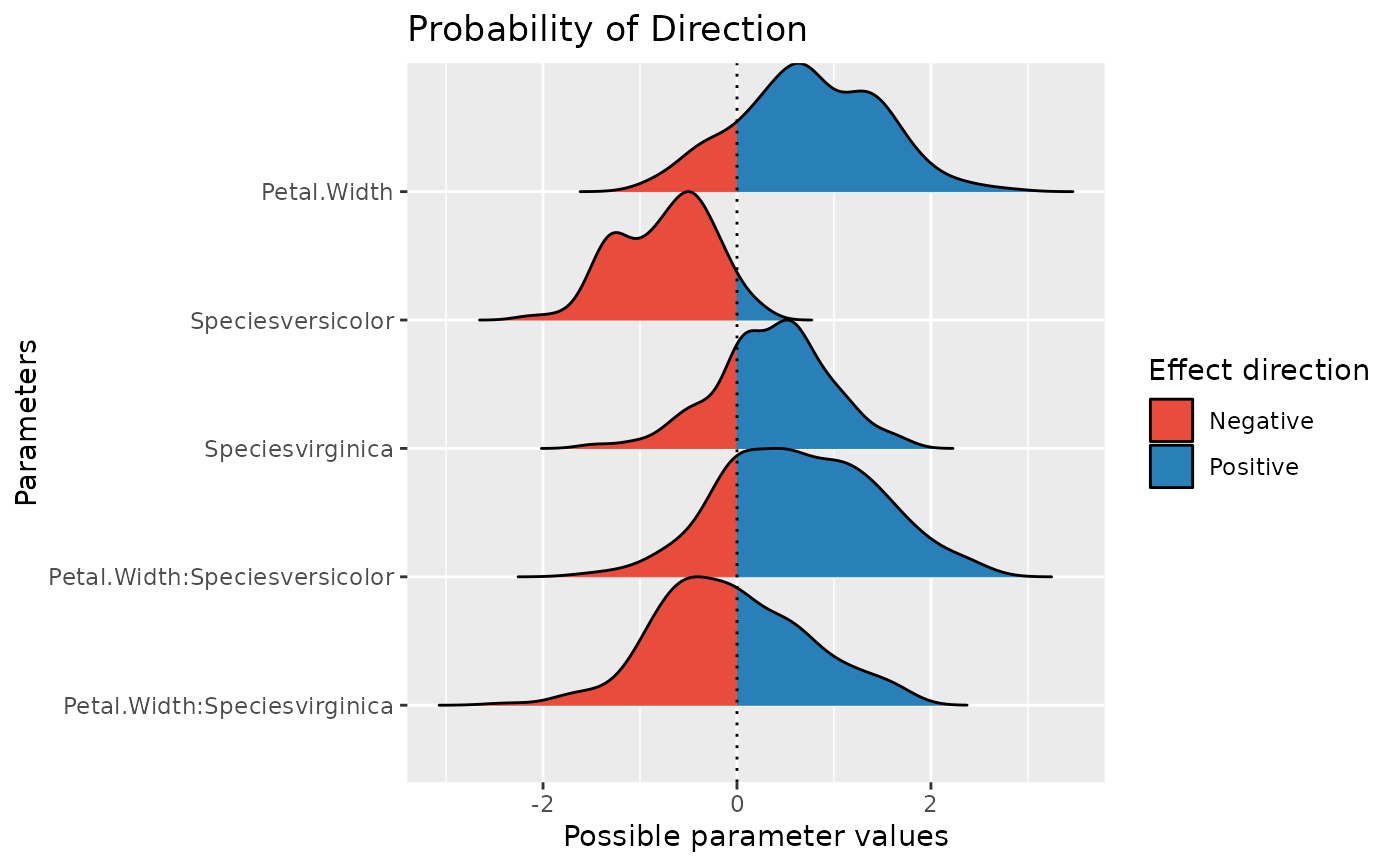 Probability of Direction
Parameters
Petal.Width
Speciesversicolor
Speciesvirginica
Petal.Width:Speciesversicolor
Petal.Width:Speciesvirginica
-2 0 2
Possible parameter values
Effect direction
Negative
Positive